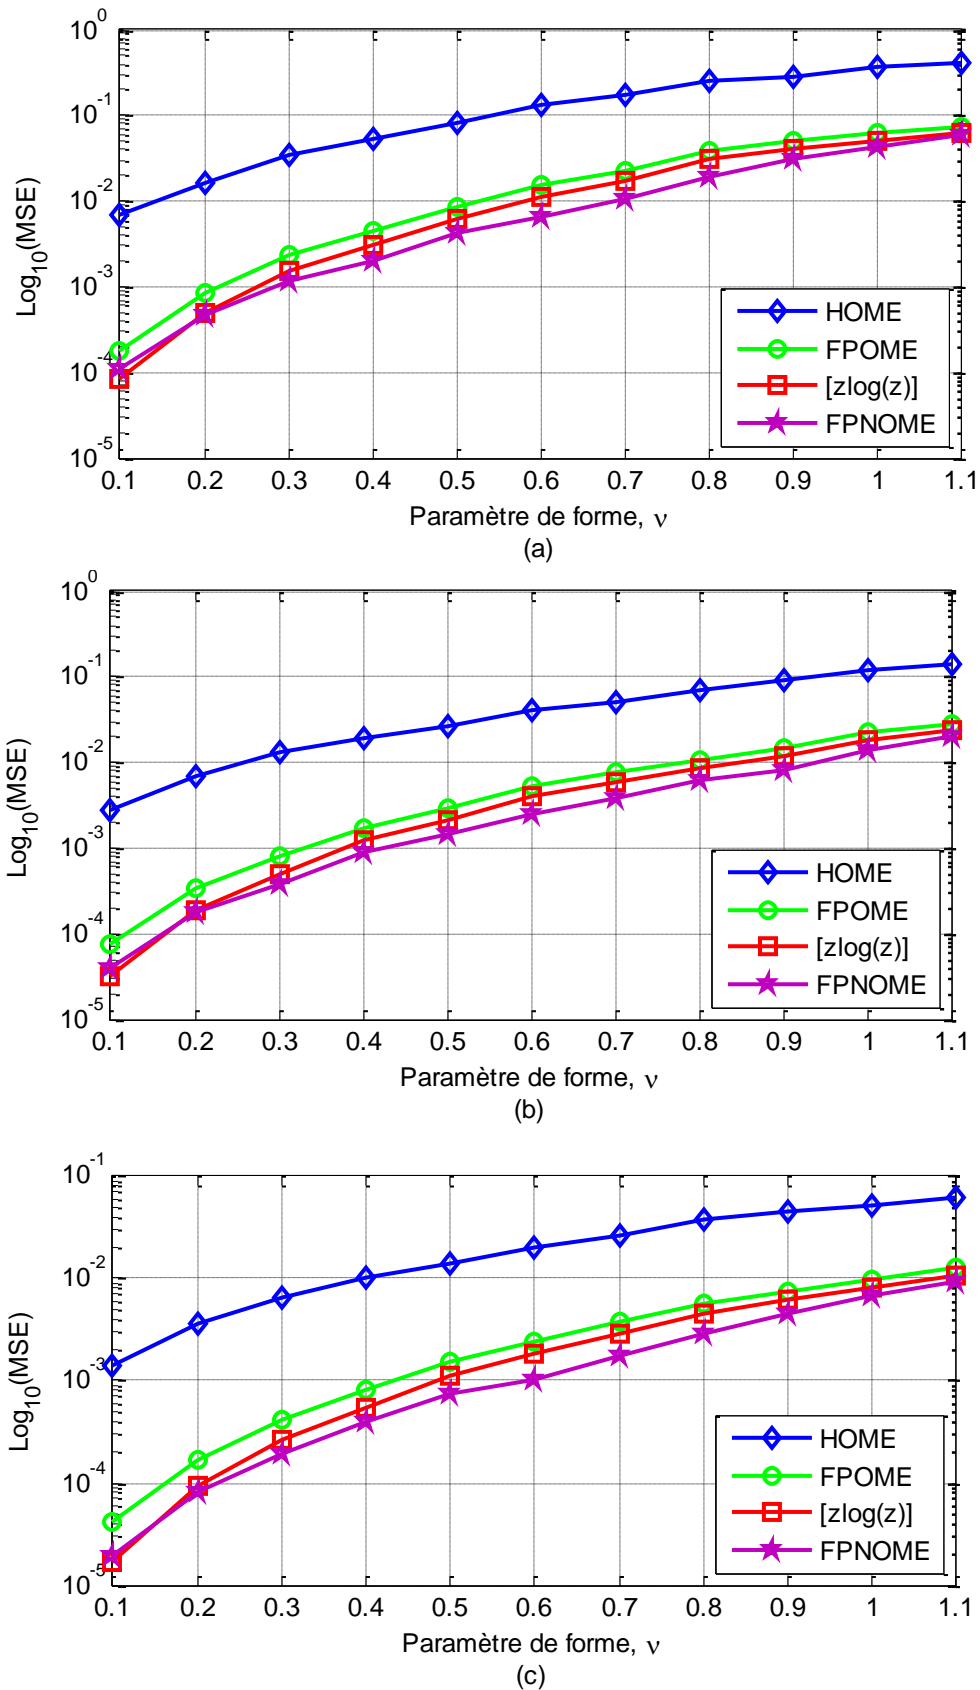 10^0
10^-1
10^-2
10^-3
10^-4
10^-5
Log10(MSE)
HOME
FPOME
[zlog(z)]
FPNOME
0.1 0.2 0.3 0.4 0.5 0.6 0.7 0.8 0.9 1 1.1
Paramètre de forme, ν
(a)
10^0
10^-1
10^-2
10^-3
10^-4
10^-5
Log10(MSE)
HOME
FPOME
[zlog(z)]
FPNOME
0.1 0.2 0.3 0.4 0.5 0.6 0.7 0.8 0.9 1 1.1
Paramètre de forme, ν
(b)
10^-1
10^-2
10^-3
10^-4
10^-5
Log10(MSE)
HOME
FPOME
[zlog(z)]
FPNOME
0.1 0.2 0.3 0.4 0.5 0.6 0.7 0.8 0.9 1 1.1
Paramètre de forme, ν
(c)